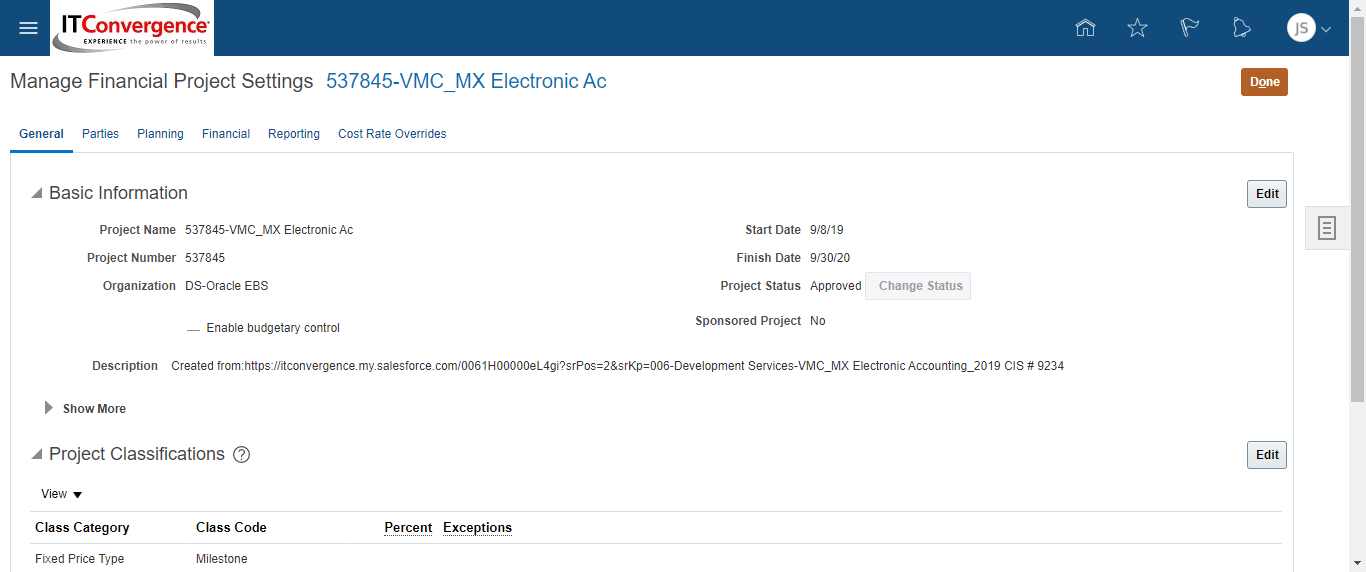 ITConvergence®
EXPERIENCE the power of results
JS
Manage Financial Project Settings 537845-VMC_MX Electronic Ac
Done
General Parties Planning Financial Reporting Cost Rate Overrides
Basic Information
Edit
Project Name 537845-VMC_MX Electronic Ac
Start Date 9/8/19
Project Number 537845
Finish Date 9/30/20
Organization DS-Oracle EBS
Project Status Approved Change Status
Sponsored Project No
Enable budgetary control
Description Created from:https://itconvergence.my.salesforce.com/0061H00000eL4gi?srPos=2&srKp=006-Development Services-VMC_MX Electronic Accounting_2019 CIS # 9234
Show More
Project Classifications ?
Edit
View
Class Category Class Code Percent Exceptions
Fixed Price Type Milestone